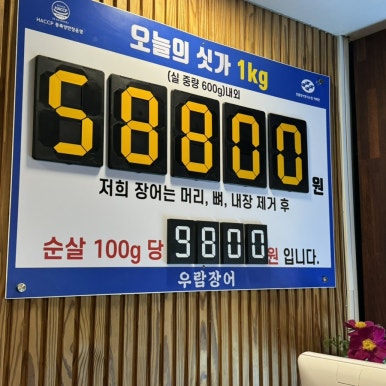 HACCP
오늘의 싯가 1kg
(실 중량 600g)내외
58800원
저희 장어는 머리, 뼈, 내장 제거 후
순살 100g 당 9800원 입니다.
우람장어